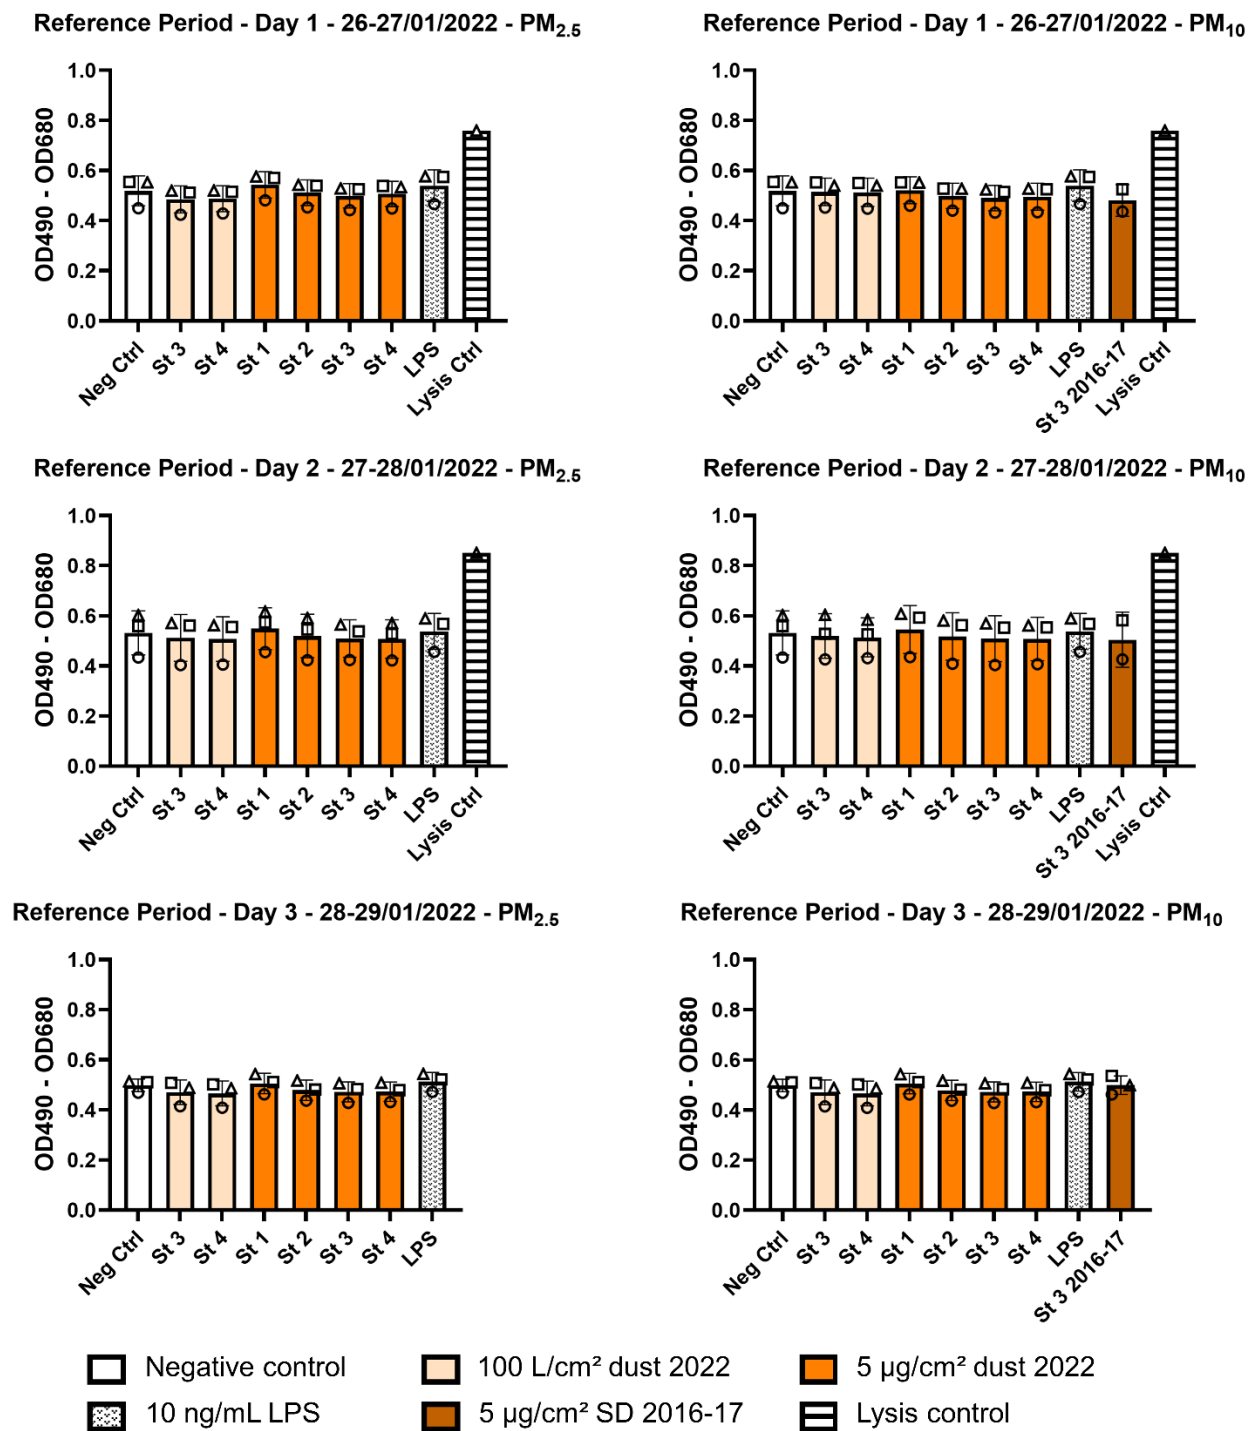 Reference Period - Day 1 - 26-27/01/2022 - PM2.5
OD490 - OD680
1.0
0.8
0.6
0.4
0.2
0.0
Neg Ctrl
St 3
St 4
St 1
St 2
St 3
St 4
LPS
Lysis Ctrl
Reference Period - Day 1 - 26-27/01/2022 - PM10
OD490 - OD680
1.0
0.8
0.6
0.4
0.2
0.0
Neg Ctrl
St 3
St 4
St 1
St 2
St 3
St 4
LPS
St 3 2016-17
Lysis Ctrl
Reference Period - Day 2 - 27-28/01/2022 - PM2.5
OD490 - OD680
1.0
0.8
0.6
0.4
0.2
0.0
Neg Ctrl
St 3
St 4
St 1
St 2
St 3
St 4
LPS
Lysis Ctrl
Reference Period - Day 2 - 27-28/01/2022 - PM10
OD490 - OD680
1.0
0.8
0.6
0.4
0.2
0.0
Neg Ctrl
St 3
St 4
St 1
St 2
St 3
St 4
LPS
St 3 2016-17
Lysis Ctrl
Reference Period - Day 3 - 28-29/01/2022 - PM2.5
OD490 - OD680
1.0
0.8
0.6
0.4
0.2
0.0
Neg Ctrl
St 3
St 4
St 1
St 2
St 3
St 4
LPS
Reference Period - Day 3 - 28-29/01/2022 - PM10
OD490 - OD680
1.0
0.8
0.6
0.4
0.2
0.0
Neg Ctrl
St 3
St 4
St 1
St 2
St 3
St 4
LPS
St 3 2016-17
Negative control
100 L/cm² dust 2022
5 µg/cm² dust 2022
10 ng/mL LPS
5 µg/cm² SD 2016-17
Lysis control